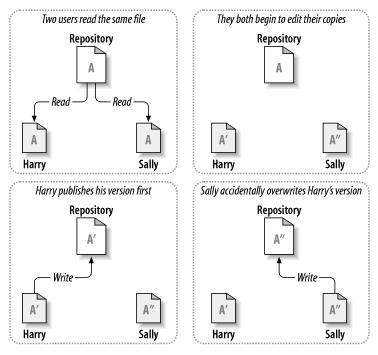 Two users read the same file
Repository
A
Read
Read
A
A
Harry
Sally
They both begin to edit their copies
Repository
A
A'
A"
Harry
Sally
Harry publishes his version first
Repository
A'
Write
A'
A"
Harry
Sally
Sally accidentally overwrites Harry's version
Repository
A"
Write
A'
A"
Harry
Sally